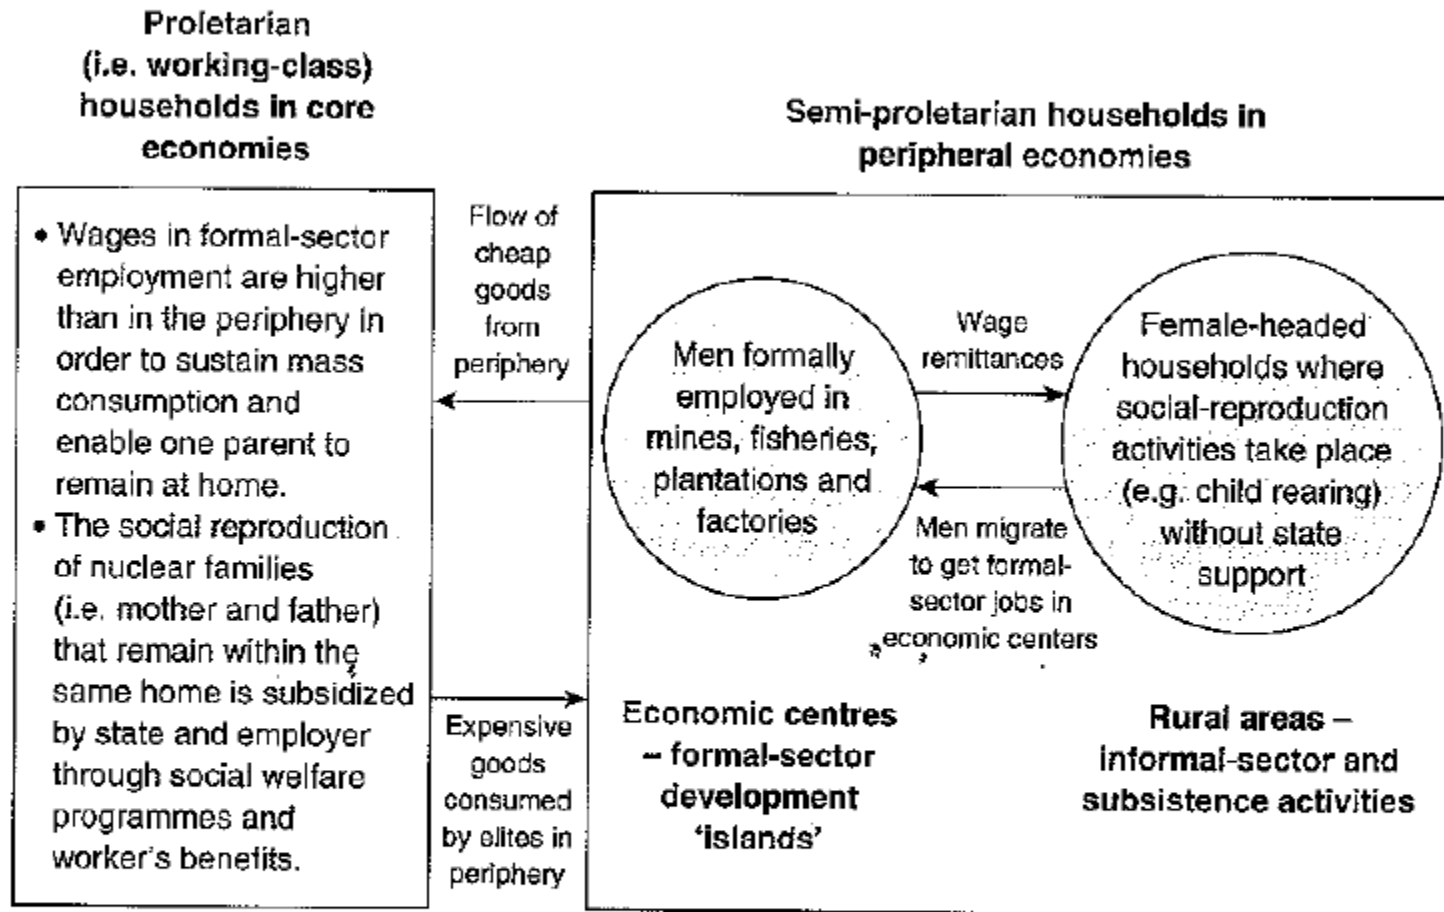 Proletarian
(i.e. working-class)
households in core
economies
• Wages in formal-sector
employment are higher
than in the periphery in
order to sustain mass
consumption and
enable one parent to
remain at home.
• The social reproduction
of nuclear families
(i.e. mother and father)
that remain within the
same home is subsidized
by state and employer
through social welfare
programmes and
worker's benefits.
Flow of
cheap
goods
from
periphery
Expensive
goods
consumed
by elites in
periphery
Semi-proletarian households in
peripheral economies
Men formally
employed in
mines, fisheries,
plantations and
factories
Wage
remittances
Men migrate
to get formal-
sector jobs in
economic centers
Female-headed
households where
social-reproduction
activities take place
(e.g. child rearing)
without state
support
Economic centres
– formal-sector
development
'islands'
Rural areas –
informal-sector and
subsistence activities